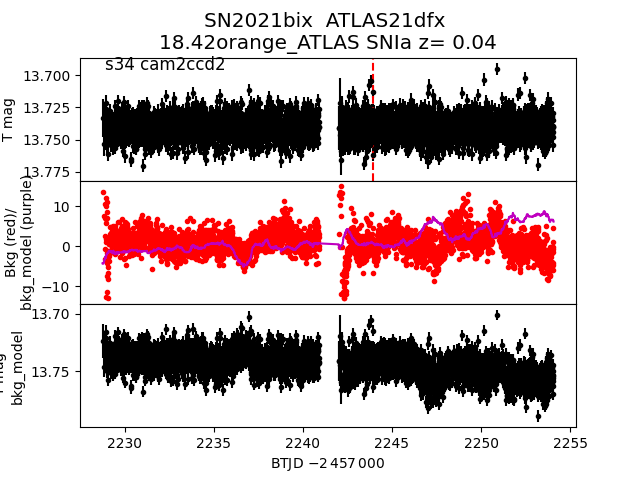 SN2021bix ATLAS21dfx
18.42orange_ATLAS SNIa z= 0.04
s34 cam2ccd2
T mag
13.700
13.725
13.750
13.775
Bkg (red)/
bkg_model (purple)
10
0
−10
T mag
bkg_model
13.70
13.75
2230
2235
2240
2245
2250
2255
BTJD −2 457 000